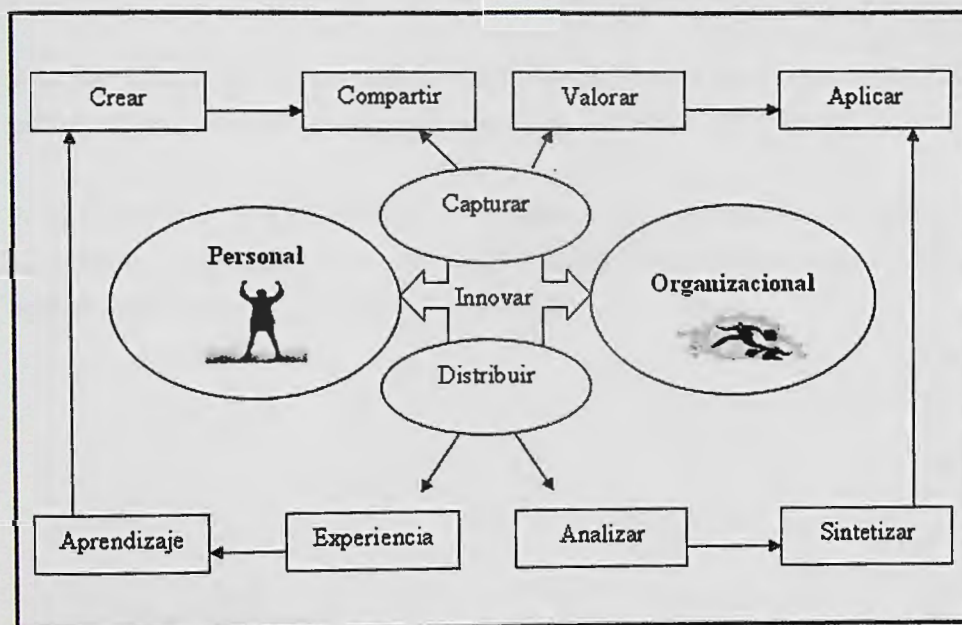 Crear
Compartir
Valorar
Aplicar
Capturar
Personal
Innovar
Organizacional
Distribuir
Aprendizaje
Experiencia
Analizar
Sintetizar